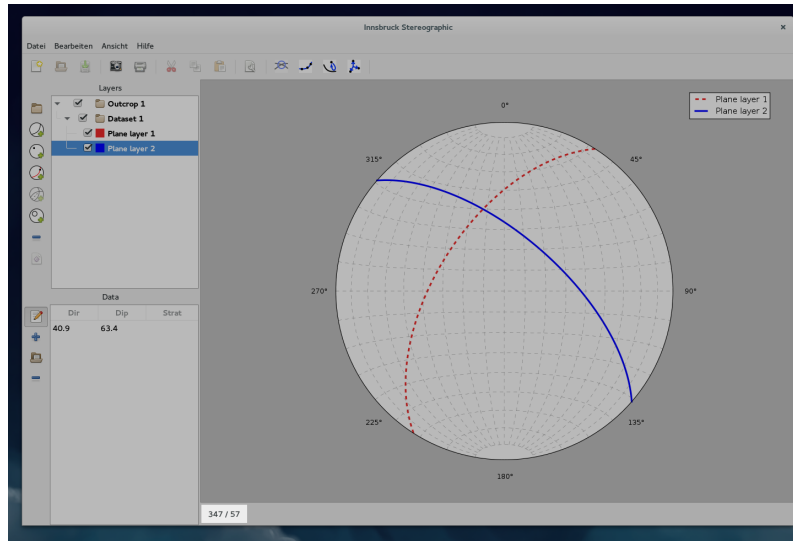 Innsbruck Stereographic
Datei Bearbeiten Ansicht Hilfe
Layers
Outcrop 1
Dataset 1
Plane layer 1
Plane layer 2
Data
Dir Dip Strat
40.9 63.4
Plane layer 1
Plane layer 2
0°
315° 45°
270° 90°
225° 135°
180°
347 / 57